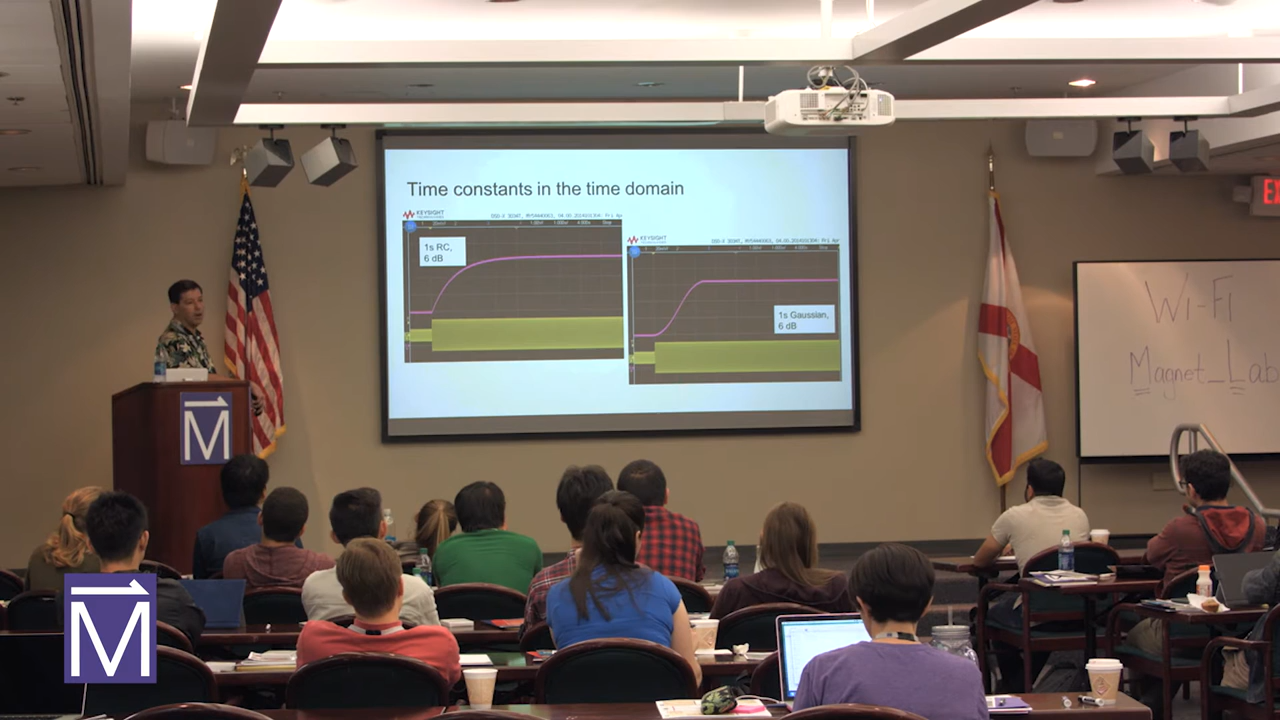 Time constants in the time domain
KEYSIGHT
1s RC,
6 dB
KEYSIGHT
1s Gaussian,
6 dB
Wi-Fi
Magnet_Lab
M
M